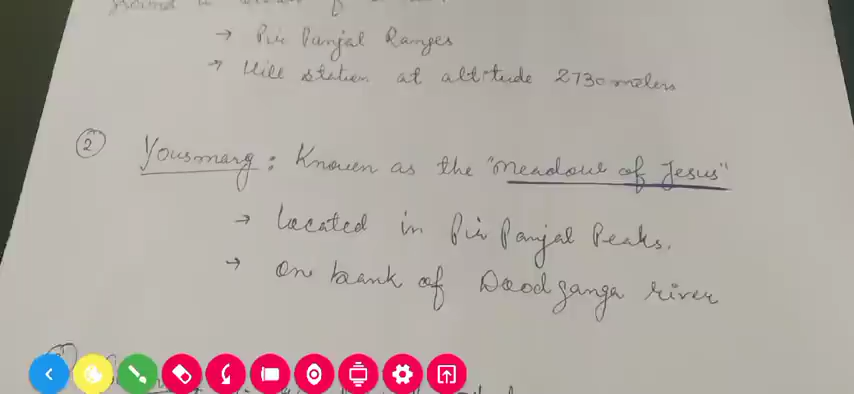 → Pir Panjal Ranges
→ Hill station at altitude 2730 meters
② Yousmarg : Known as the "Meadow of Jesus"
→ Located in Pir Panjal Peaks.
→ On bank of Doodganga river